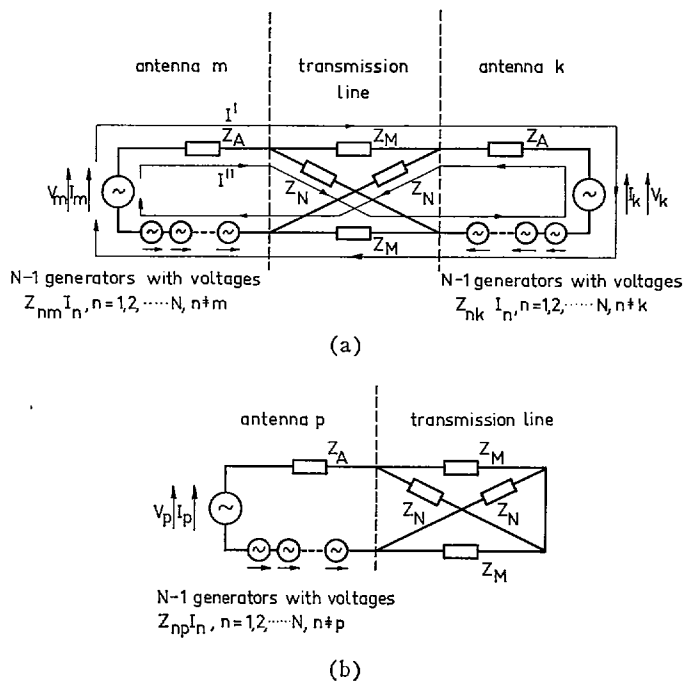 antenna m
transmission line
antenna k
I'
Z_A
Z_M
Z_A
V_m
I_m
I''
Z_N
Z_N
I_k
V_k
Z_M
N-1 generators with voltages
Z_nm I_n, n=1,2,·····N, n≠m
N-1 generators with voltages
Z_nk I_n, n=1,2,·····N, n≠k
(a)
antenna p
transmission line
Z_A
Z_M
V_p
I_p
Z_N
Z_N
Z_M
N-1 generators with voltages
Z_np I_n, n=1,2,·····N, n≠p
(b)